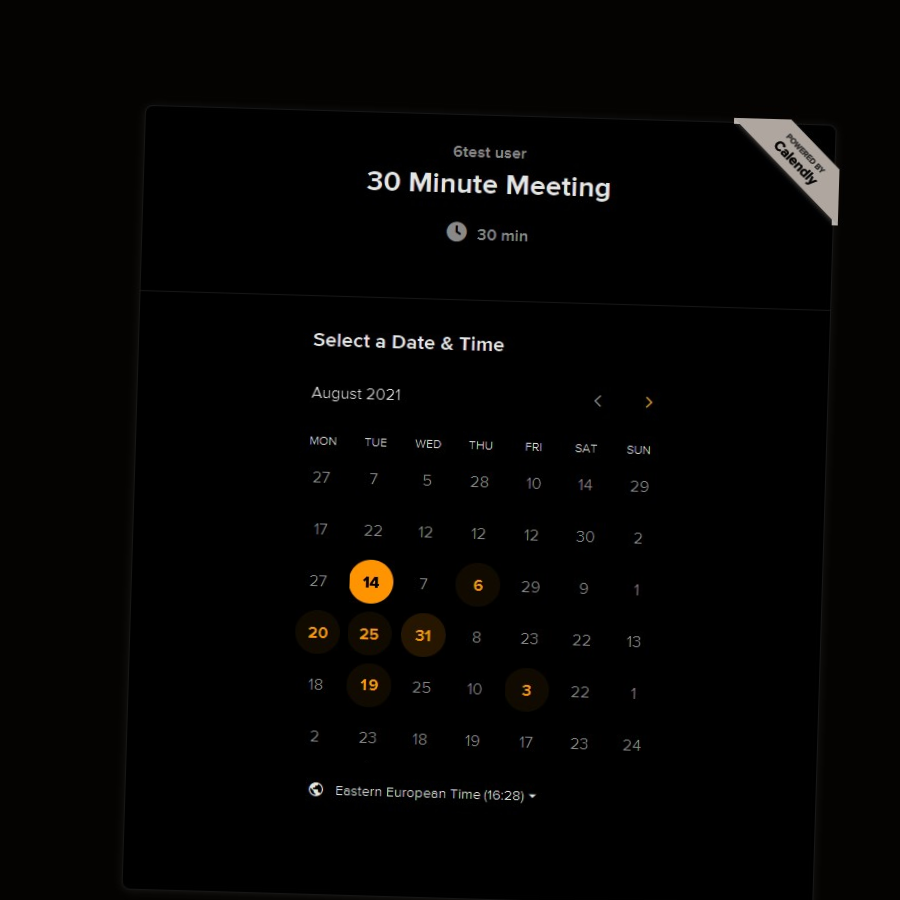 POWERED BY
Calendly
6test user
30 Minute Meeting
30 min
Select a Date & Time
August 2021
MON TUE WED THU FRI SAT SUN
27 7 5 28 10 14 29
17 22 12 12 12 30 2
27 14 7 6 29 9 1
20 25 31 8 23 22 13
18 19 25 10 3 22 1
2 23 18 19 17 23 24
Eastern European Time (16:28)